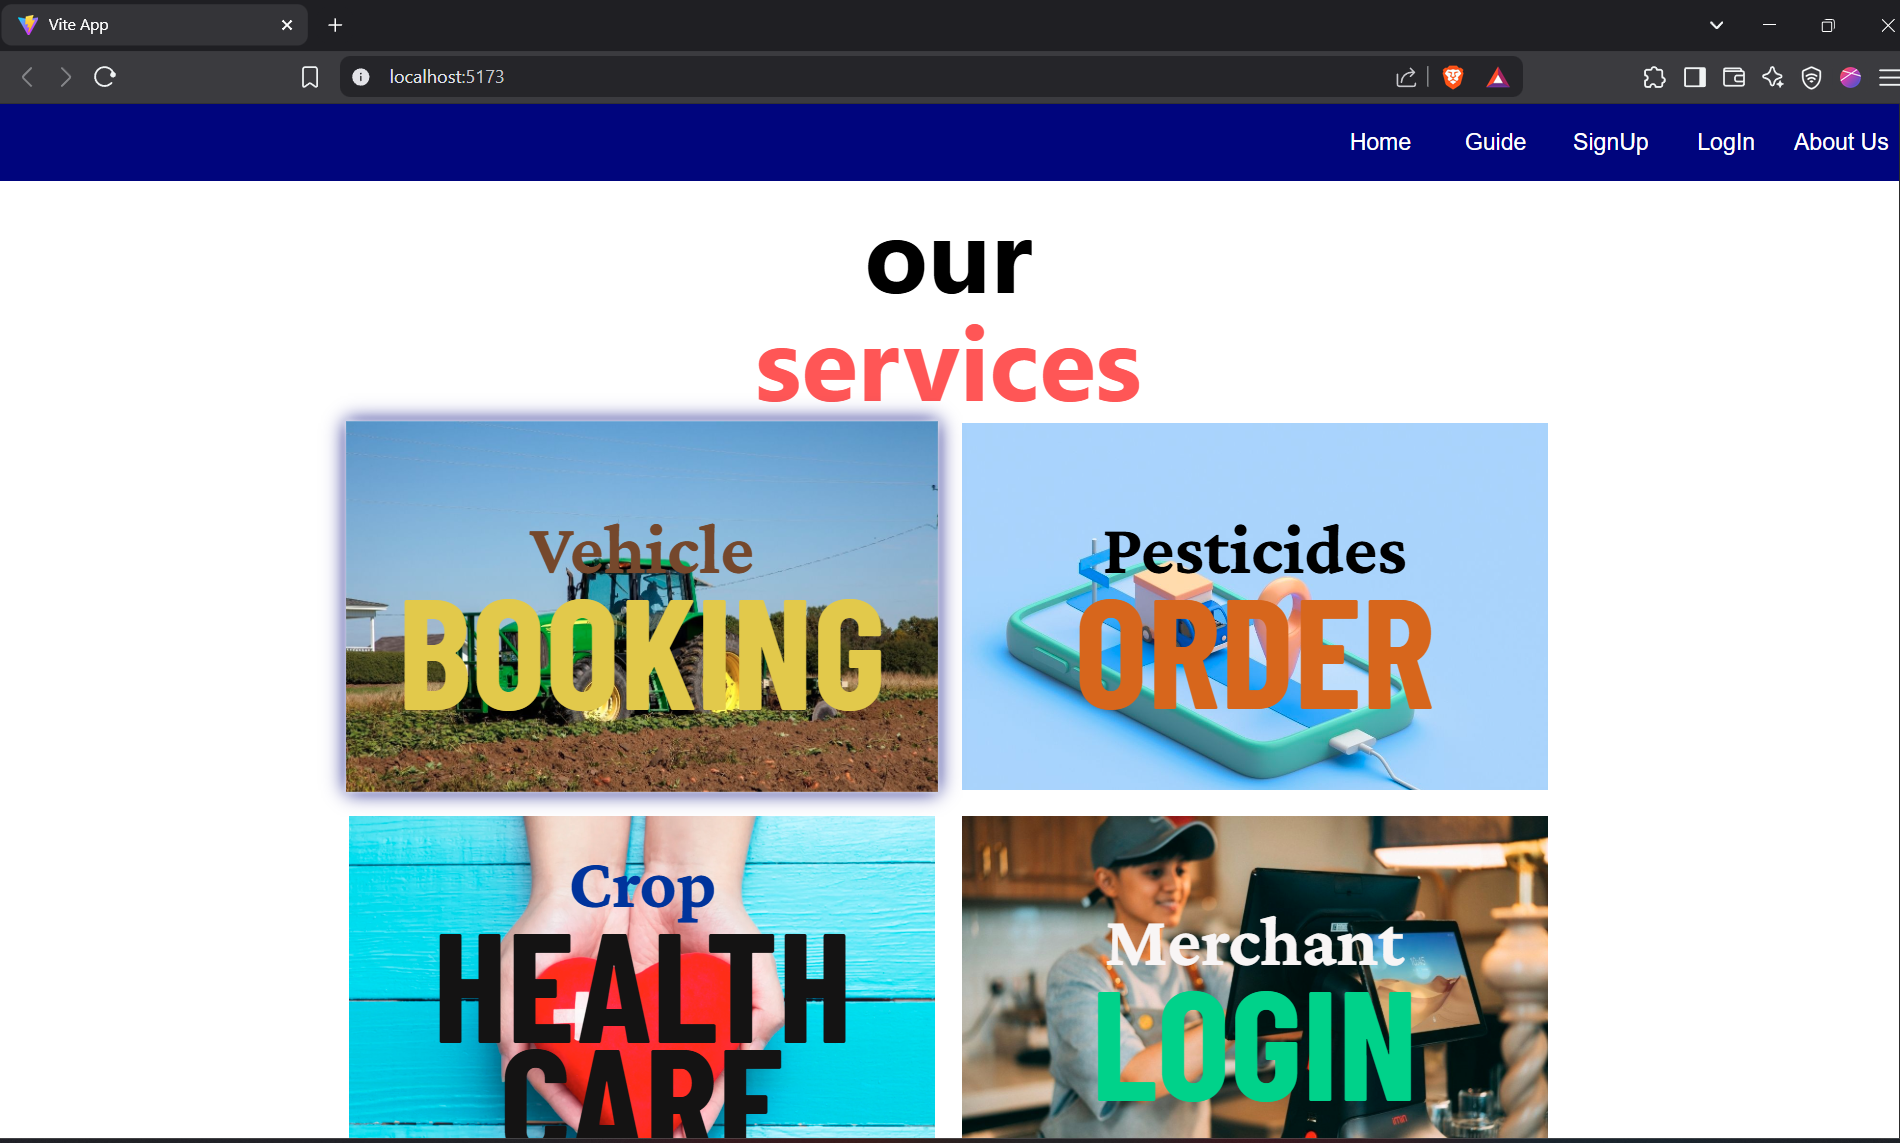 Vite App
localhost:5173
Home Guide SignUp LogIn About Us
our
services
Vehicle
BOOKING
Pesticides
ORDER
Crop
HEALTH
CARE
Merchant
LOGIN